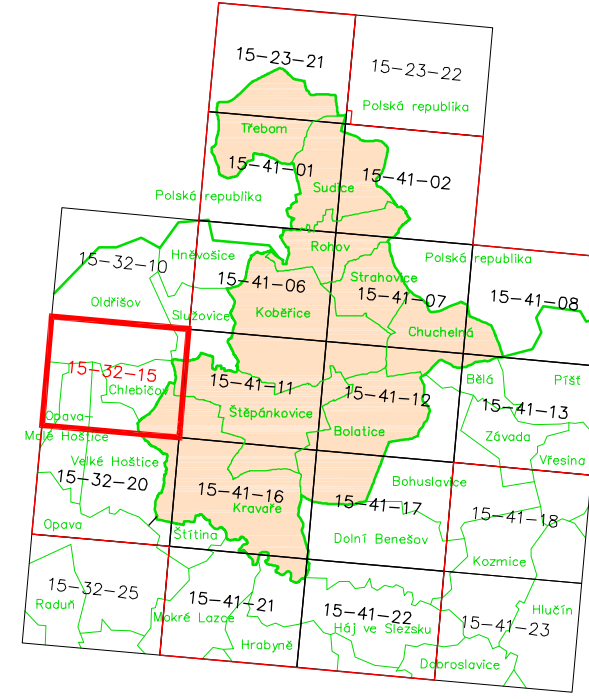 15-23-21
15-23-22
Polská republika
Třebom
15-41-01
Sudice
15-41-02
Polská republika
Hněvošice
15-32-10
Oldřišov
Služovice
Rohov
15-41-06
Kobeřice
Strahovice
15-41-07
Polská republika
15-41-08
Chuchelná
15-32-15
Chlebičov
Opava-
Malé Hoštice
15-41-11
Štěpánkovice
15-41-12
Bolatice
Bělá
Píšť
15-41-13
Závada
Vřesina
Velké Hoštice
15-32-20
Opava
15-41-16
Kravaře
Štítina
Bohuslavice
15-41-17
Dolní Benešov
15-41-18
Kozmice
15-32-25
Raduň
15-41-21
Mokré Lazce
Hrabyně
15-41-22
Háj ve Slezsku
15-41-23
Hlučín
Dobroslavice